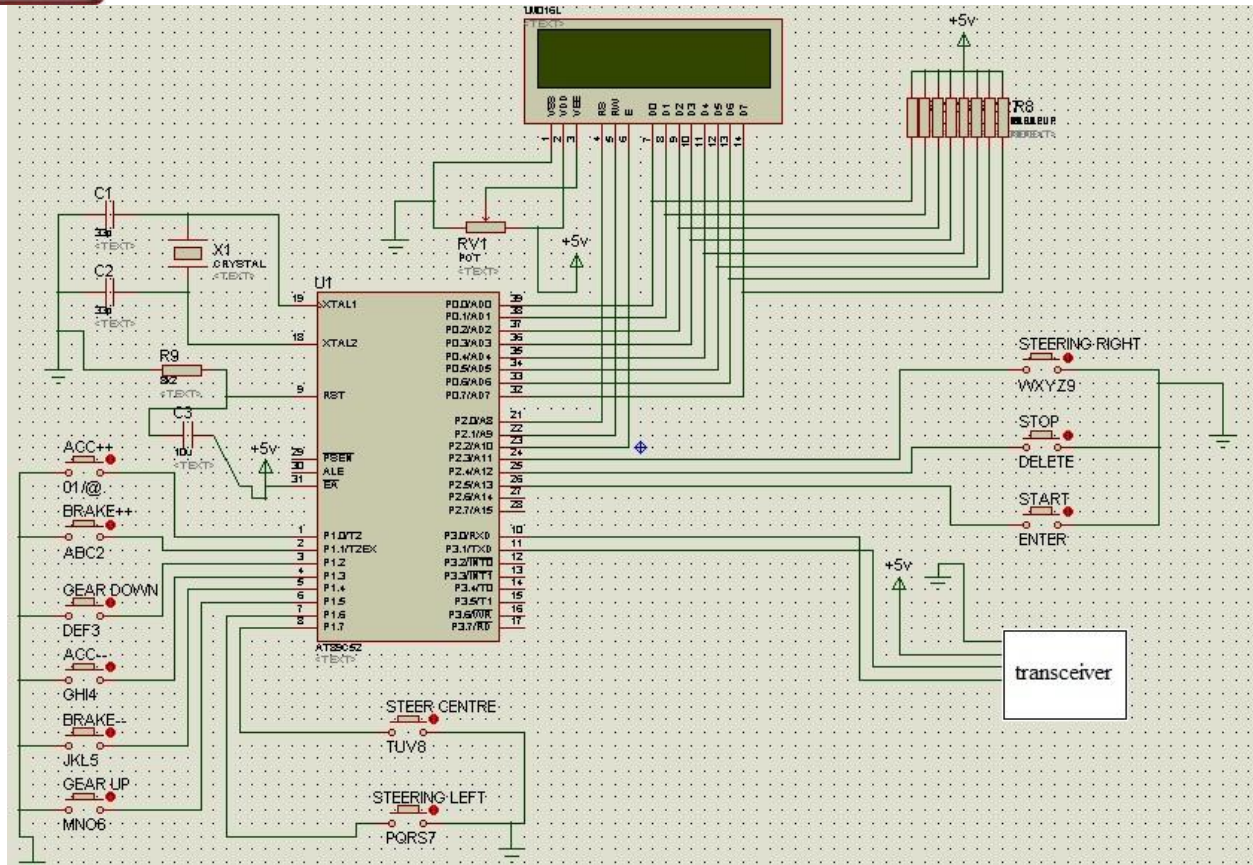 LM016L
<TEXT>
VSS
VDD
VEE
RS
RW
E
D0
D1
D2
D3
D4
D5
D6
D7
1
2
3
4
5
6
7
8
9
10
11
12
13
14
+5v
R8
C1
33p
<TEXT>
X1
CRYSTAL
<TEXT>
C2
33p
<TEXT>
R9
8k2
<TEXT>
C3
10u
<TEXT>
+5v
RV1
POT
<TEXT>
+5v
U1
19
XTAL1
18
XTAL2
9
RST
29
PSEN
30
ALE
31
EA
1
P1.0/T2
2
P1.1/T2EX
3
P1.2
4
P1.3
5
P1.4
6
P1.5
7
P1.6
8
P1.7
P0.0/AD0
39
P0.1/AD1
38
P0.2/AD2
37
P0.3/AD3
36
P0.4/AD4
35
P0.5/AD5
34
P0.6/AD6
33
P0.7/AD7
32
P2.0/A8
21
P2.1/A9
22
P2.2/A10
23
P2.3/A11
24
P2.4/A12
25
P2.5/A13
26
P2.6/A14
27
P2.7/A15
28
P3.0/RXD
10
P3.1/TXD
11
P3.2/INT0
12
P3.3/INT1
13
P3.4/T0
14
P3.5/T1
15
P3.6/WR
16
P3.7/RD
17
AT89C52
<TEXT>
ACC++
01/@.
BRAKE++
ABC2
GEAR DOWN
DEF3
ACC--
GHI4
BRAKE--
JKL5
GEAR UP
MNO6
STEER CENTRE
TUV8
STEERING LEFT
PQRS7
STEERING RIGHT
WXYZ9
STOP
DELETE
START
ENTER
+5v
transceiver